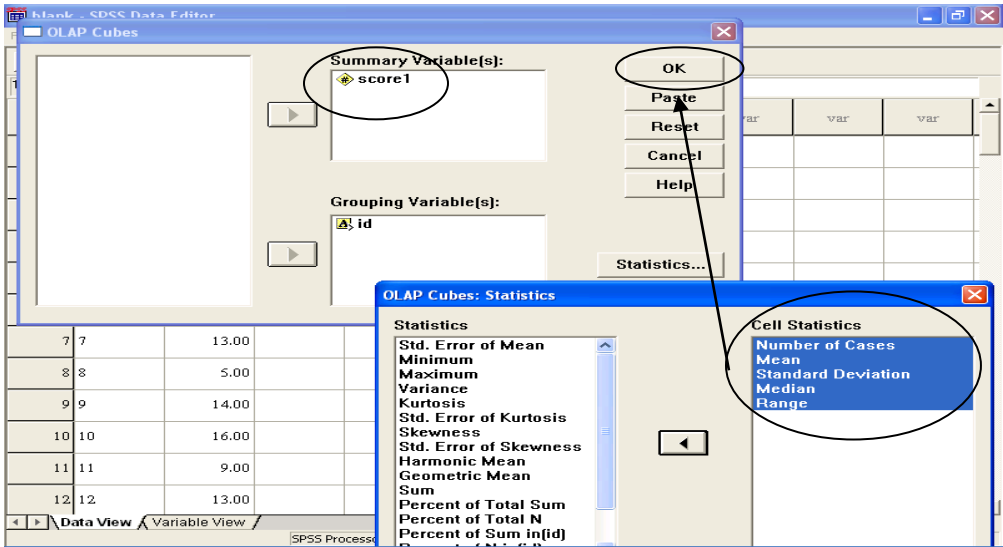 blank - SPSS Data Editor
OLAP Cubes
Summary Variable(s):
score1
OK
Paste
Reset
Cancel
Help
var var var
Grouping Variable(s):
id
Statistics...
OLAP Cubes: Statistics
Statistics
Std. Error of Mean
Minimum
Maximum
Variance
Kurtosis
Std. Error of Kurtosis
Skewness
Std. Error of Skewness
Harmonic Mean
Geometric Mean
Sum
Percent of Total Sum
Percent of Total N
Percent of Sum in(id)
Percent of N in(id)
Cell Statistics
Number of Cases
Mean
Standard Deviation
Median
Range
7 7 13.00
8 8 5.00
9 9 14.00
10 10 16.00
11 11 9.00
12 12 13.00
Data View Variable View
SPSS Processo